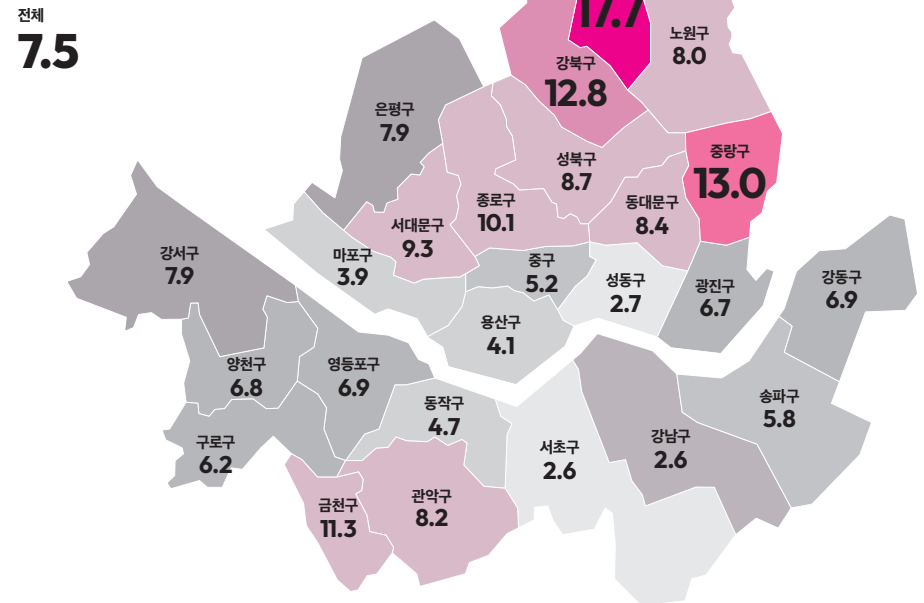 전체
7.5
17.7
노원구
8.0
강북구
12.8
은평구
7.9
중랑구
13.0
성북구
8.7
종로구
10.1
동대문구
8.4
서대문구
9.3
강서구
7.9
마포구
3.9
중구
5.2
성동구
2.7
광진구
6.7
강동구
6.9
용산구
4.1
양천구
6.8
영등포구
6.9
동작구
4.7
송파구
5.8
구로구
6.2
서초구
2.6
강남구
2.6
금천구
11.3
관악구
8.2